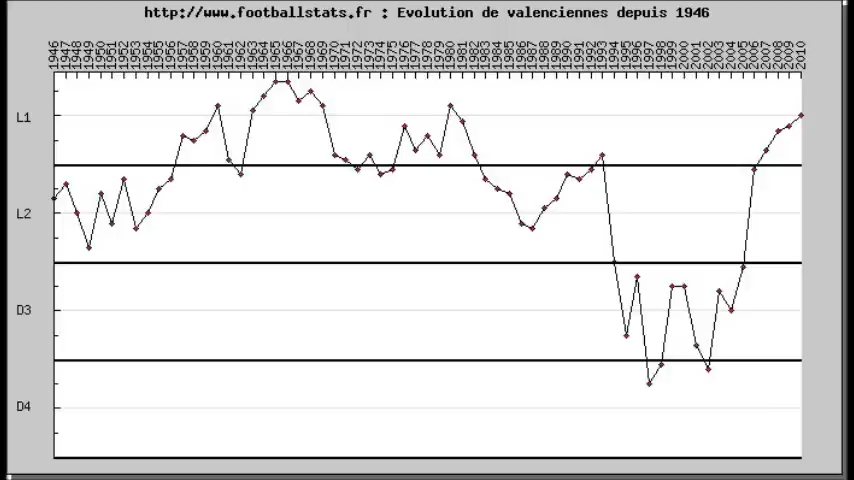 http://www.footballstats.fr : Evolution de valenciennes depuis 1946
1946 1947 1948 1949 1950 1951 1952 1953 1954 1955 1956 1957 1958 1959 1960 1961 1962 1963 1964 1965 1966 1967 1968 1969 1970 1971 1972 1973 1974 1975 1976 1977 1978 1979 1980 1981 1982 1983 1984 1985 1986 1987 1988 1989 1990 1991 1992 1993 1994 1995 1996 1997 1998 1999 2000 2001 2002 2003 2004 2005 2006 2007 2008 2009 2010
L1
L2
D3
D4